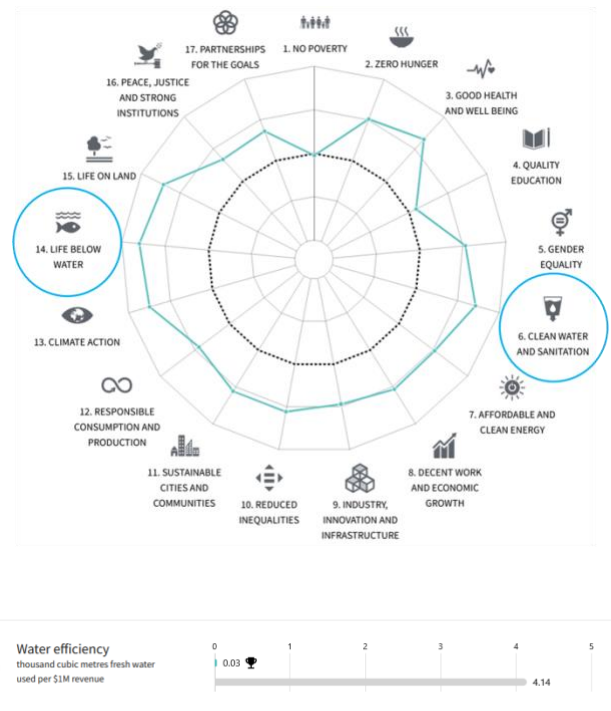 1. NO POVERTY
2. ZERO HUNGER
3. GOOD HEALTH
AND WELL BEING
4. QUALITY
EDUCATION
5. GENDER
EQUALITY
6. CLEAN WATER
AND SANITATION
7. AFFORDABLE AND
CLEAN ENERGY
8. DECENT WORK
AND ECONOMIC
GROWTH
9. INDUSTRY,
INNOVATION AND
INFRASTRUCTURE
10. REDUCED
INEQUALITIES
11. SUSTAINABLE
CITIES AND
COMMUNITIES
12. RESPONSIBLE
CONSUMPTION AND
PRODUCTION
13. CLIMATE ACTION
14. LIFE BELOW
WATER
15. LIFE ON LAND
16. PEACE, JUSTICE
AND STRONG
INSTITUTIONS
17. PARTNERSHIPS
FOR THE GOALS
Water efficiency
thousand cubic metres fresh water
used per $1M revenue
0 1 2 3 4 5
0.03
4.14